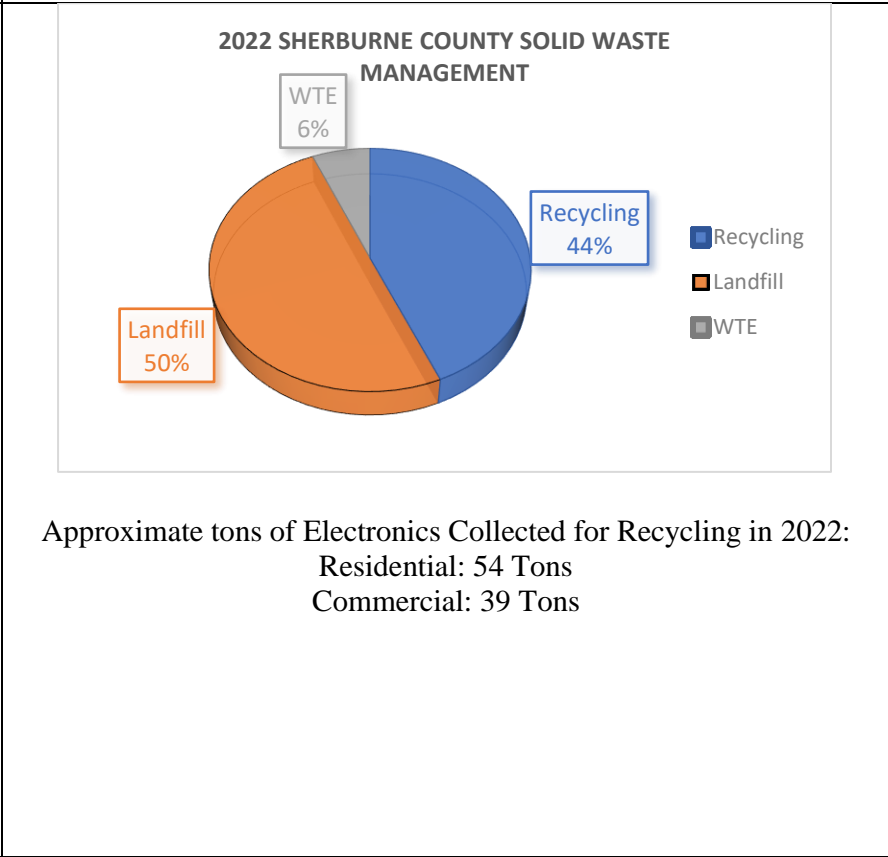 2022 SHERBURNE COUNTY SOLID WASTE
MANAGEMENT
WTE
6%
Recycling
44%
Landfill
50%
Recycling
Landfill
WTE
Approximate tons of Electronics Collected for Recycling in 2022:
Residential: 54 Tons
Commercial: 39 Tons